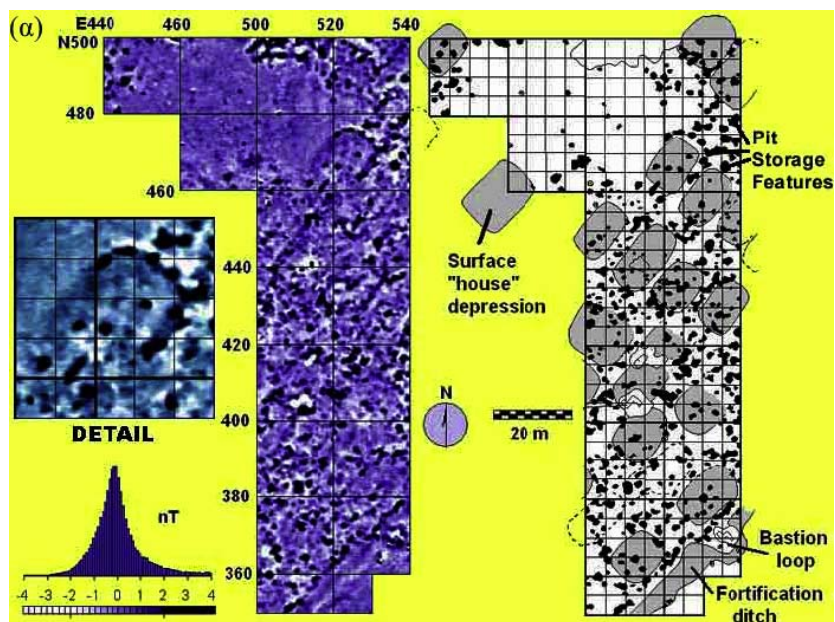 (α)
E440 460 500 520 540
N500
480
460
440
420
400
380
360
DETAIL
nT
-4 -3 -2 -1 0 1 2 3 4
Pit
Storage
Features
Surface
"house"
depression
N
20 m
Bastion
loop
Fortification
ditch